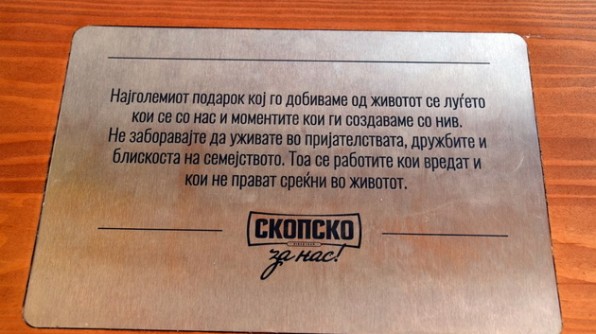 Најголемиот подарок кој го добиваме од животот се луѓето
кои се со нас и моментите кои ги создаваме со нив.
Не заборавајте да уживате во пријателствата, дружбите и
блискоста на семејството. Тоа се работите кои вредат и
кои не прават среќни во животот.
СКОПСКО
за нас!